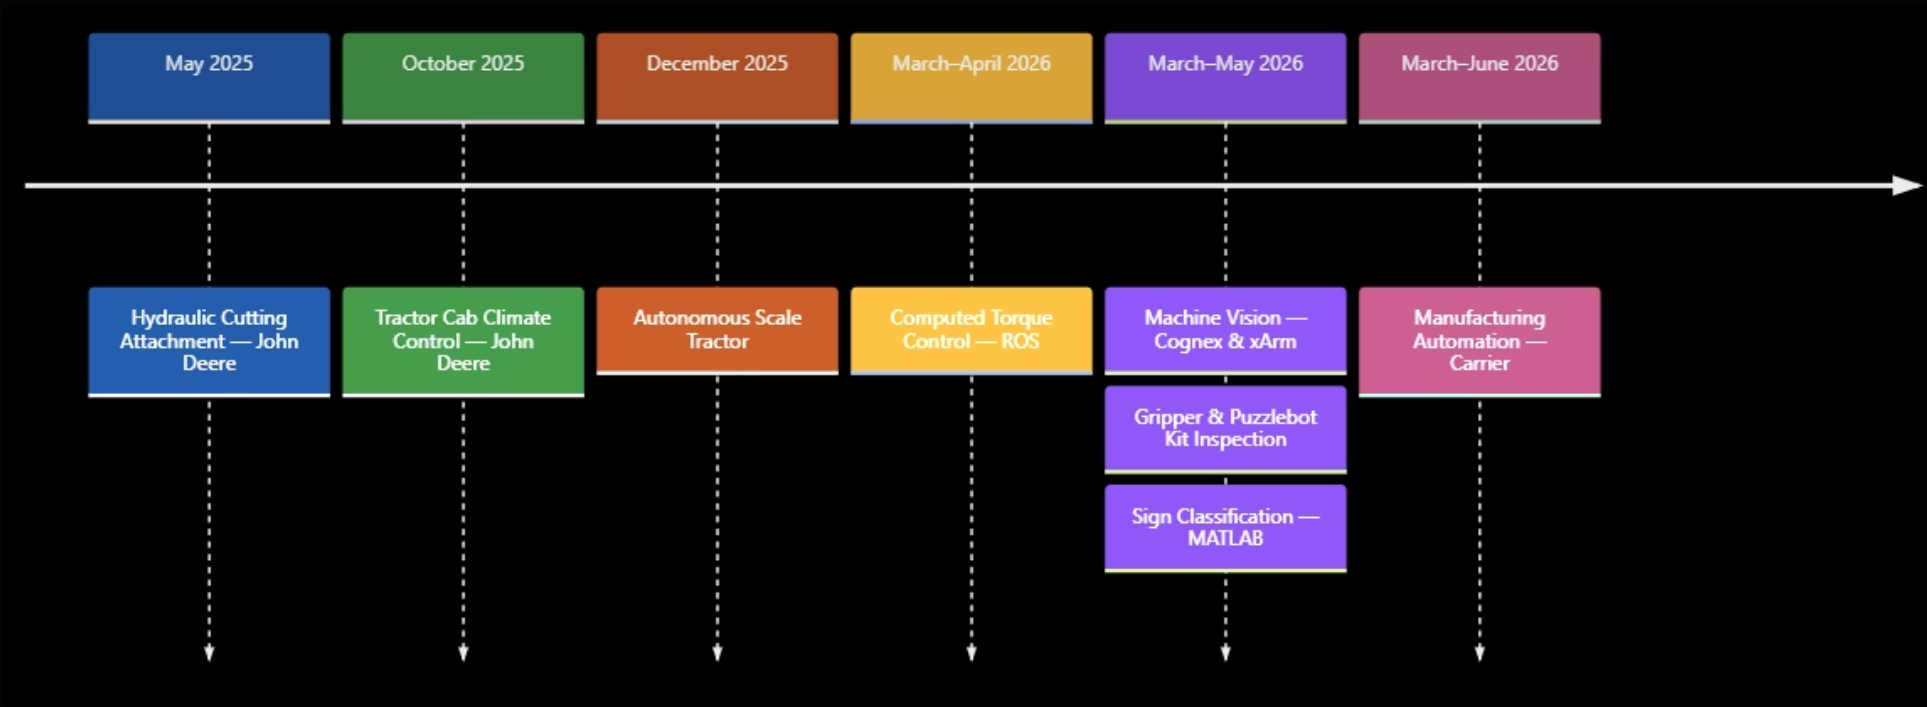 May 2025
October 2025
December 2025
March–April 2026
March–May 2026
March–June 2026
Hydraulic Cutting
Attachment — John
Deere
Tractor Cab Climate
Control — John
Deere
Autonomous Scale
Tractor
Computed Torque
Control — ROS
Machine Vision —
Cognex & xArm
Gripper & Puzzlebot
Kit Inspection
Sign Classification —
MATLAB
Manufacturing
Automation —
Carrier